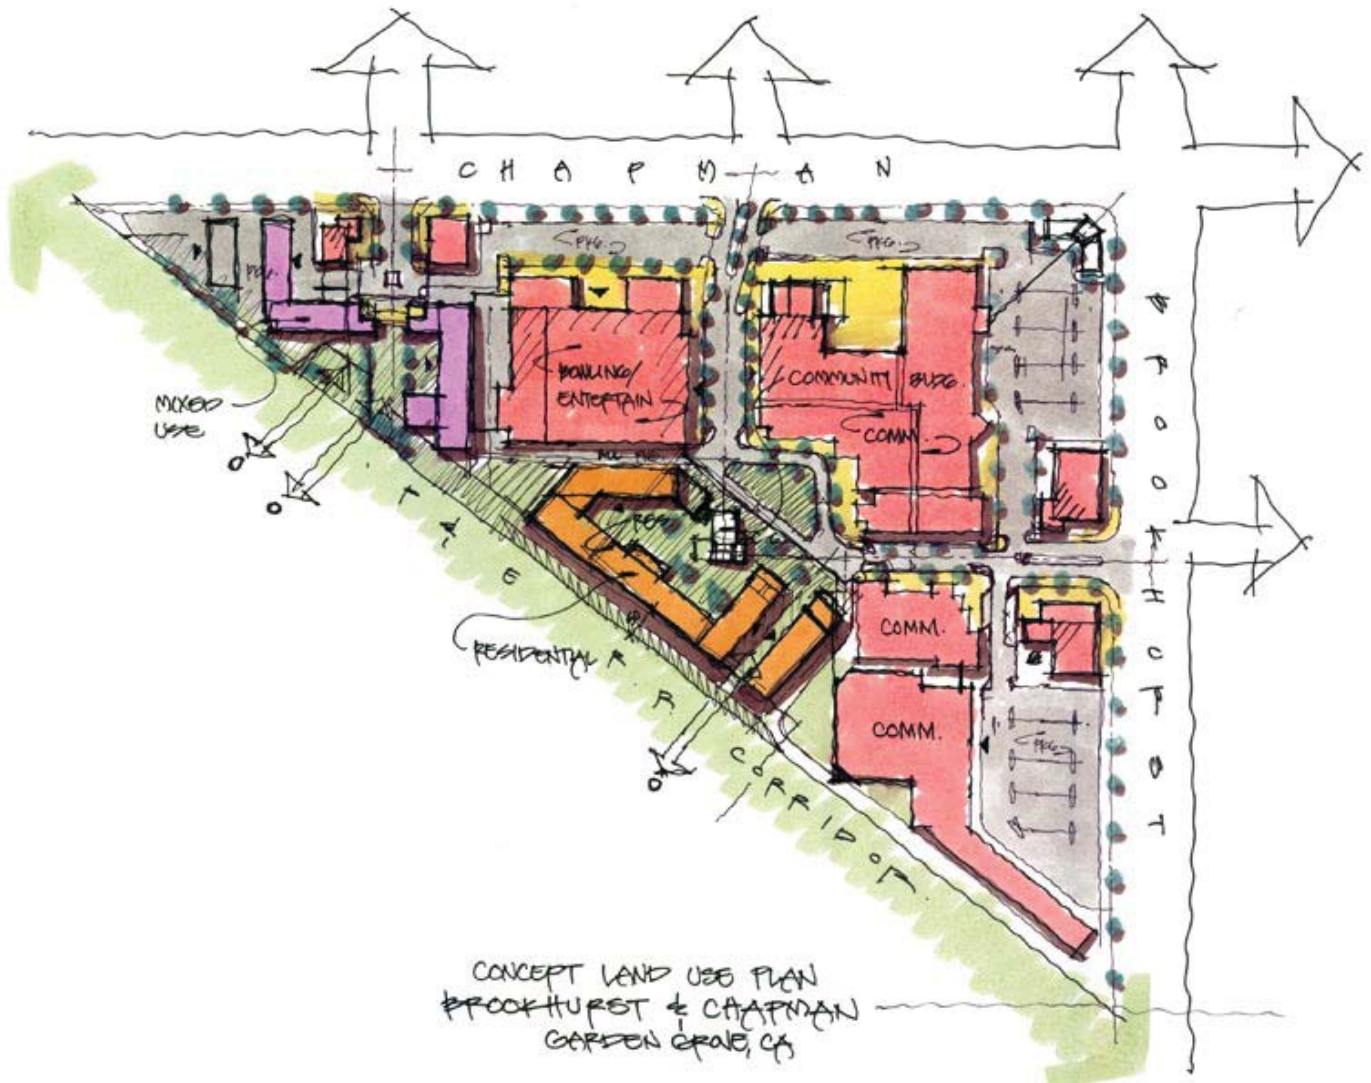 CHAPMAN
PKG.
PKG.
PKG.
BROOKHURST
BOWLING/
ENTERTAIN
COMMUNITY BLDG.
COMM.
MIXED
USE
RES
RESIDENTIAL
COMM.
COMM.
PKG.
CORRIDOR
CONCEPT LAND USE PLAN
BROOKHURST & CHAPMAN
GARDEN GROVE, CA